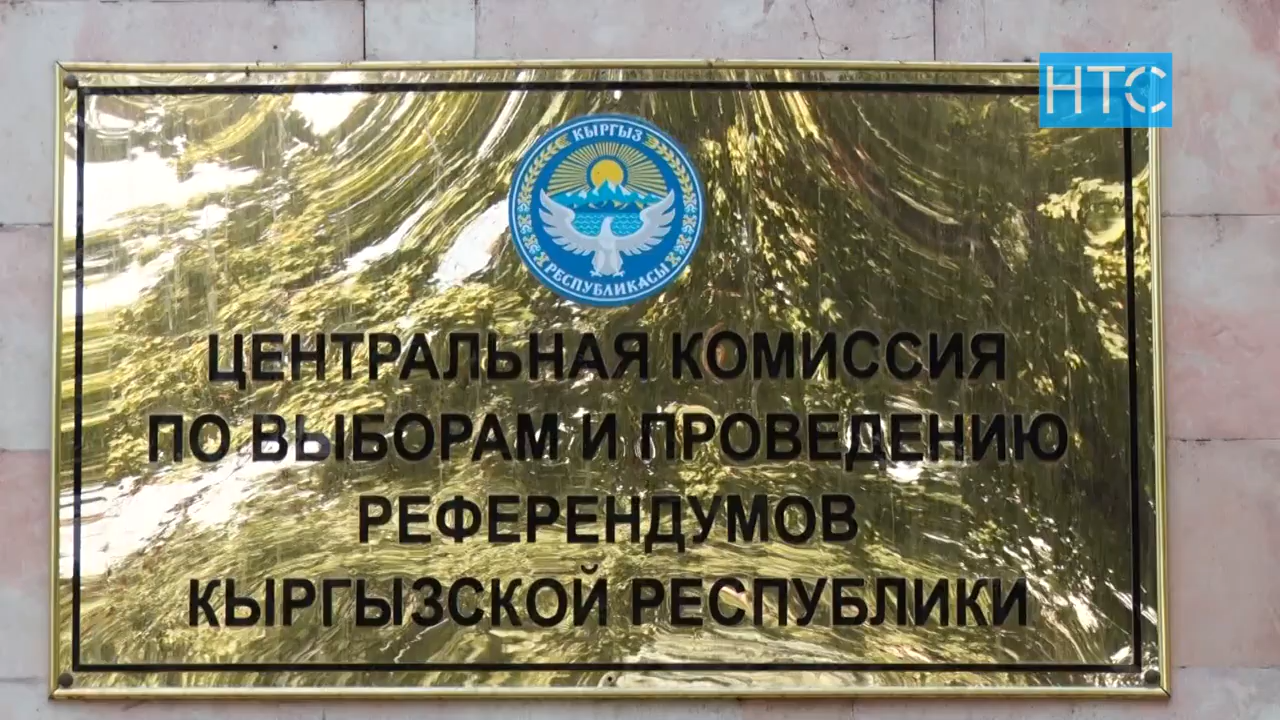 НТС
КЫРГЫЗ
РЕСПУБЛИКАСЫ
ЦЕНТРАЛЬНАЯ КОМИССИЯ
ПО ВЫБОРАМ И ПРОВЕДЕНИЮ
РЕФЕРЕНДУМОВ
КЫРГЫЗСКОЙ РЕСПУБЛИКИ